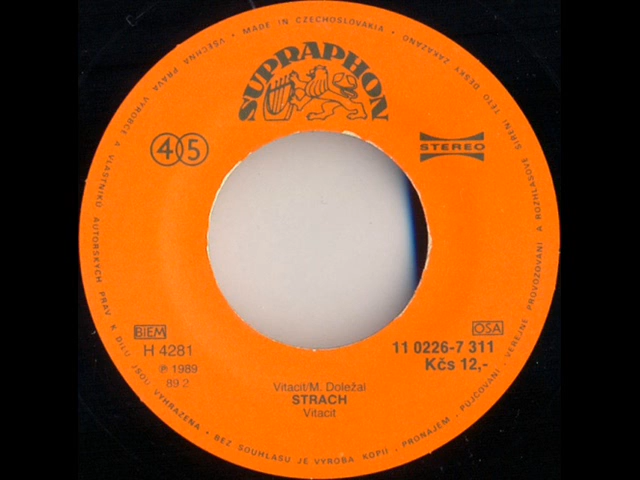 MADE IN CZECHOSLOVAKIA • VŠECHNA PRÁVA VÝROBCE A VLASTNÍKŮ AUTORSKÝCH PRÁV K DÍLU JSOU VYHRAZENA • BEZ SOUHLASU JE VÝROBA KOPIÍ • PRONÁJEM • PŮJČOVÁNÍ • VEŘEJNÉ PROVOZOVÁNÍ A ROZHLASOVÉ ŠÍŘENÍ TÉTO DESKY ZAKÁZÁNO •
SUPRAPHON
45
STEREO
BIEM
OSA
H 4281
11 0226-7 311
℗ 1989
Kčs 12,-
89 2
Vitacit/M. Doležal
STRACH
Vitacit